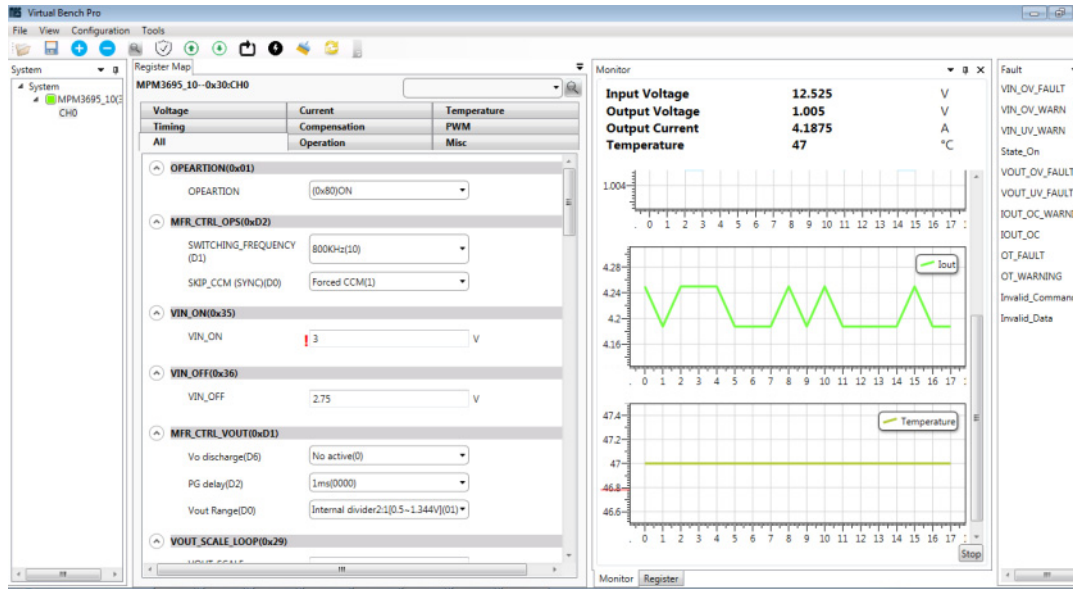 Virtual Bench Pro
File View Configuration Tools
System
System
MPM3695_10(3
CH0
Register Map
MPM3695_10--0x30:CH0
Voltage Current Temperature
Timing Compensation PWM
All Operation Misc
OPEARTION(0x01)
OPEARTION (0x80)ON
MFR_CTRL_OPS(0xD2)
SWITCHING_FREQUENCY
(D1) 800KHz(10)
SKIP_CCM (SYNC)(D0) Forced CCM(1)
VIN_ON(0x35)
VIN_ON ! 3 V
VIN_OFF(0x36)
VIN_OFF 2.75 V
MFR_CTRL_VOUT(0xD1)
Vo discharge(D6) No active(0)
PG delay(D2) 1ms(0000)
Vout Range(D0) Internal divider2:1[0.5~1.344V](01)
VOUT_SCALE_LOOP(0x29)
Monitor
Input Voltage 12.525 V
Output Voltage 1.005 V
Output Current 4.1875 A
Temperature 47 °C
1.004
. 0 1 2 3 4 5 6 7 8 9 10 11 12 13 14 15 16 17
Iout
4.28
4.24
4.2
4.16
. 0 1 2 3 4 5 6 7 8 9 10 11 12 13 14 15 16 17
Temperature
47.4
47.2
47
46.8
46.6
. 0 1 2 3 4 5 6 7 8 9 10 11 12 13 14 15 16 17
Stop
Monitor Register
Fault
VIN_OV_FAULT
VIN_OV_WARN
VIN_UV_WARN
State_On
VOUT_OV_FAULT
VOUT_UV_FAULT
IOUT_OC_WARNI
IOUT_OC
OT_FAULT
OT_WARNING
Invalid_Command
Invalid_Data